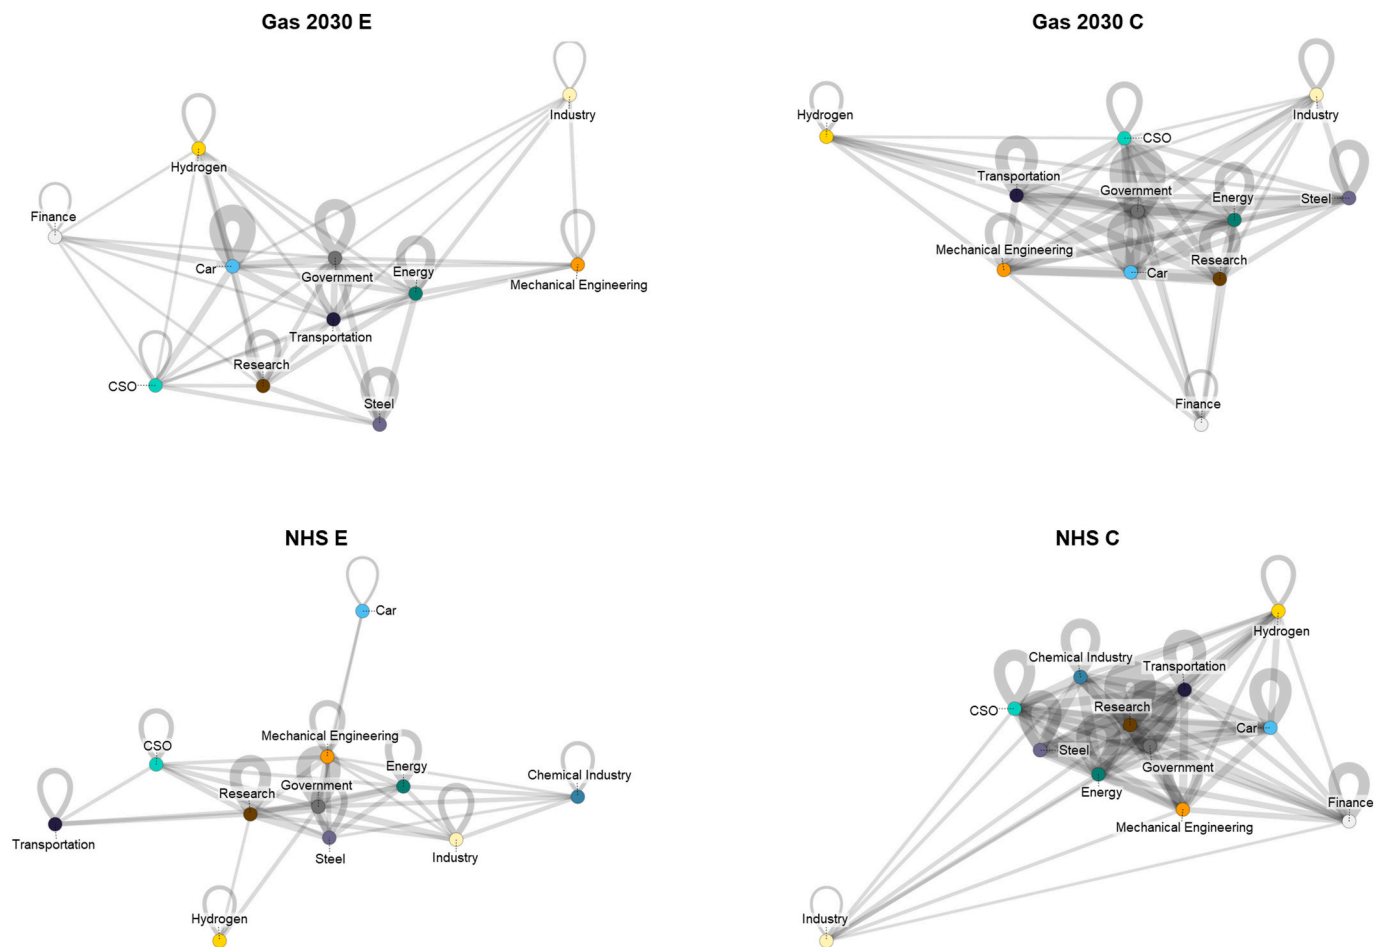 Gas 2030 E
Industry
Hydrogen
Finance
Car
Government
Energy
Mechanical Engineering
Transportation
Research
CSO
Steel
Gas 2030 C
Hydrogen
Industry
CSO
Transportation
Government
Energy
Steel
Mechanical Engineering
Research
Car
Finance
NHS E
Car
CSO
Mechanical Engineering
Energy
Chemical Industry
Government
Research
Transportation
Steel
Industry
Hydrogen
NHS C
Hydrogen
Chemical Industry
Transportation
Research
CSO
Car
Steel
Government
Energy
Finance
Mechanical Engineering
Industry